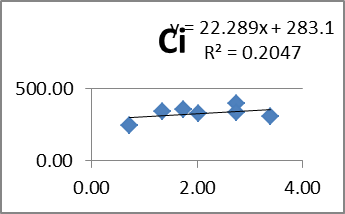 Ci
y = 22.289x + 283.1
R² = 0.2047
500.00
0.00
0.00 2.00 4.00